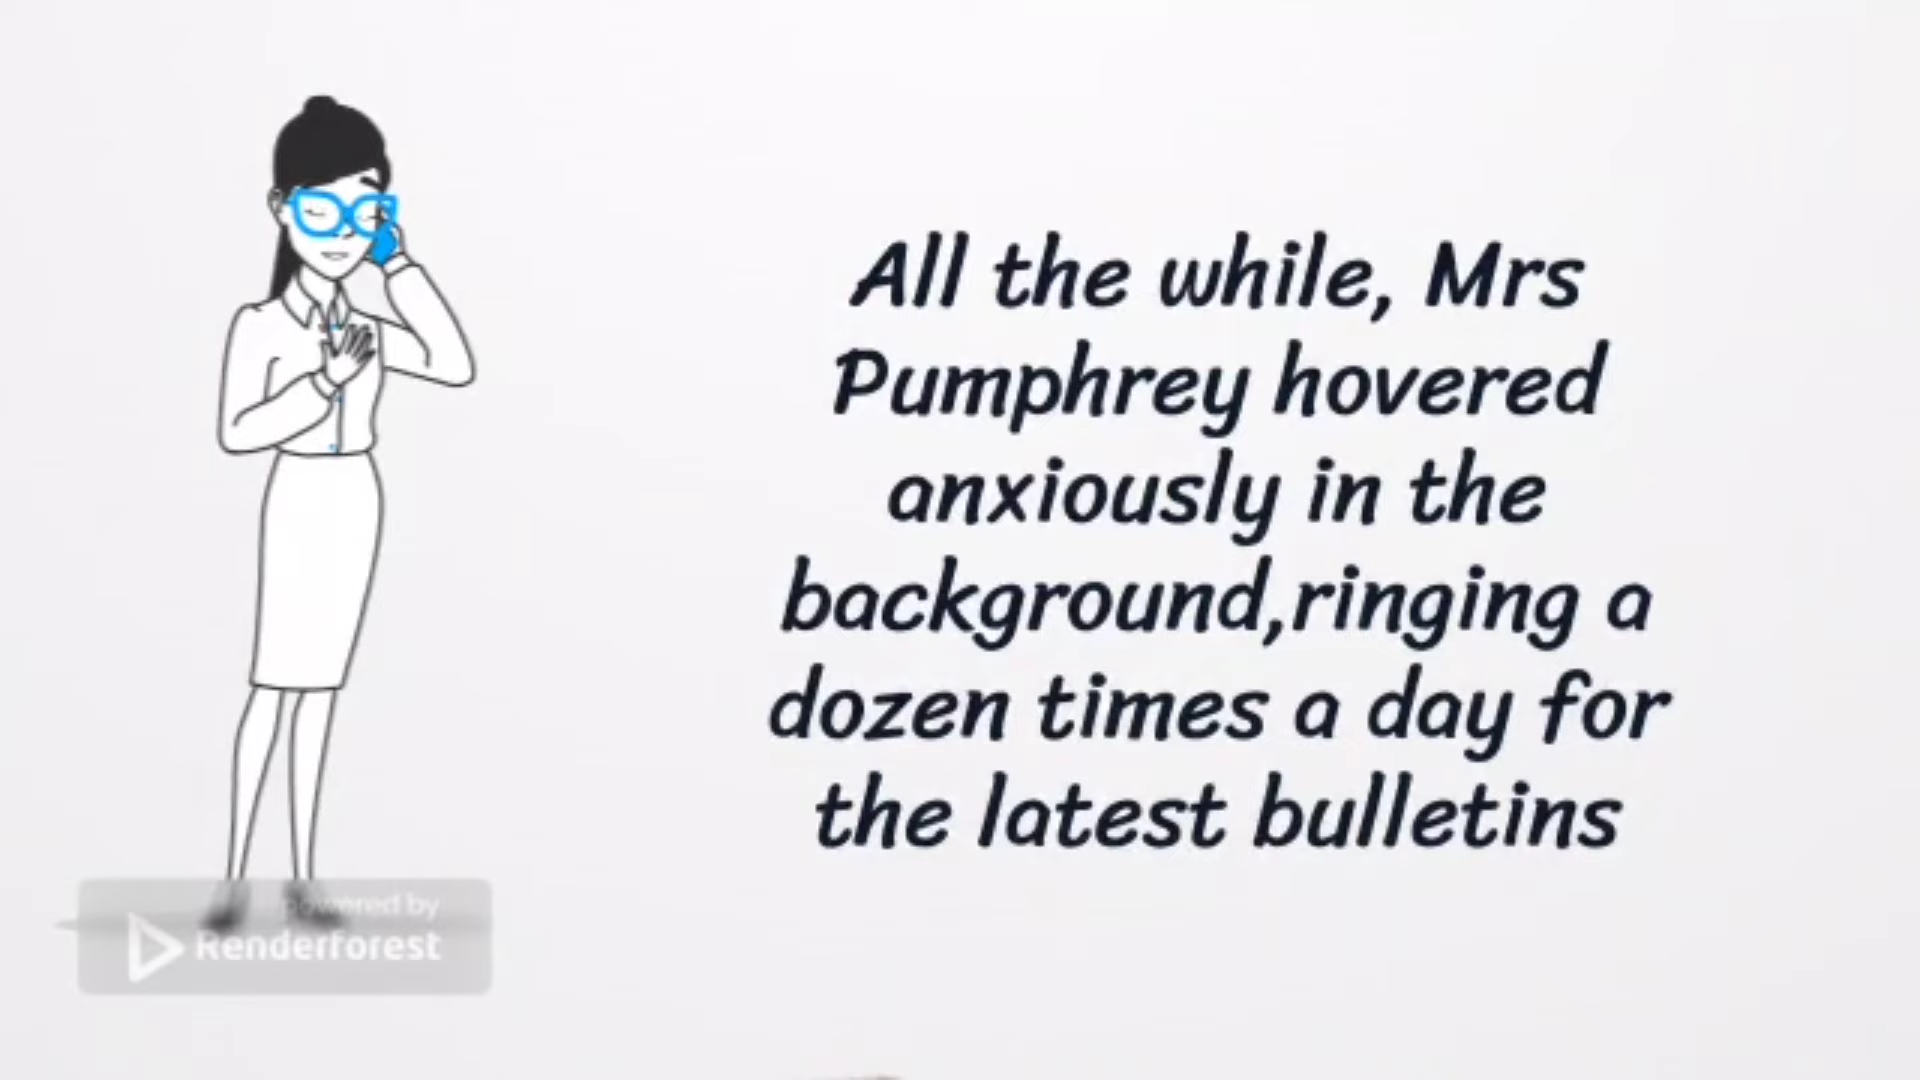 All the while, Mrs
Pumphrey hovered
anxiously in the
background,ringing a
dozen times a day for
the latest bulletins
powered by
Renderforest